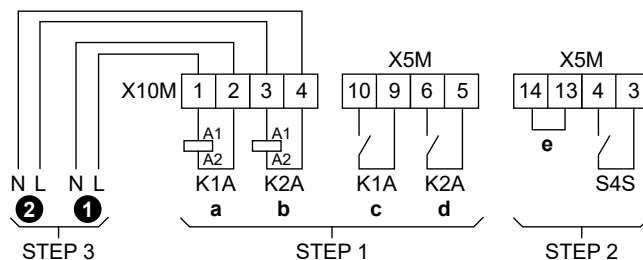 X5M X5M
X10M 1 2 3 4 10 9 6 5 14 13 4 3
A1 A1 e
A2 A2
N L N L K1A K2A K1A K2A S4S
2 1 a b c d
STEP 3 STEP 1 STEP 2